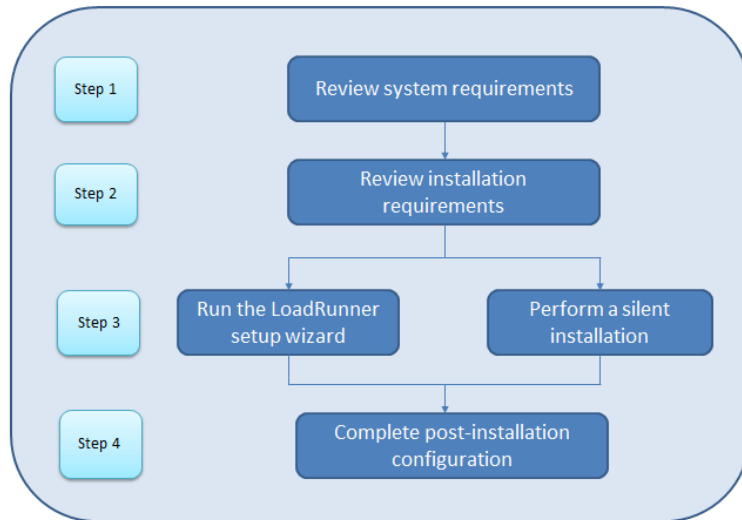 Step 1
Review system requirements
Step 2
Review installation
requirements
Step 3
Run the LoadRunner
setup wizard
Perform a silent
installation
Step 4
Complete post-installation
configuration